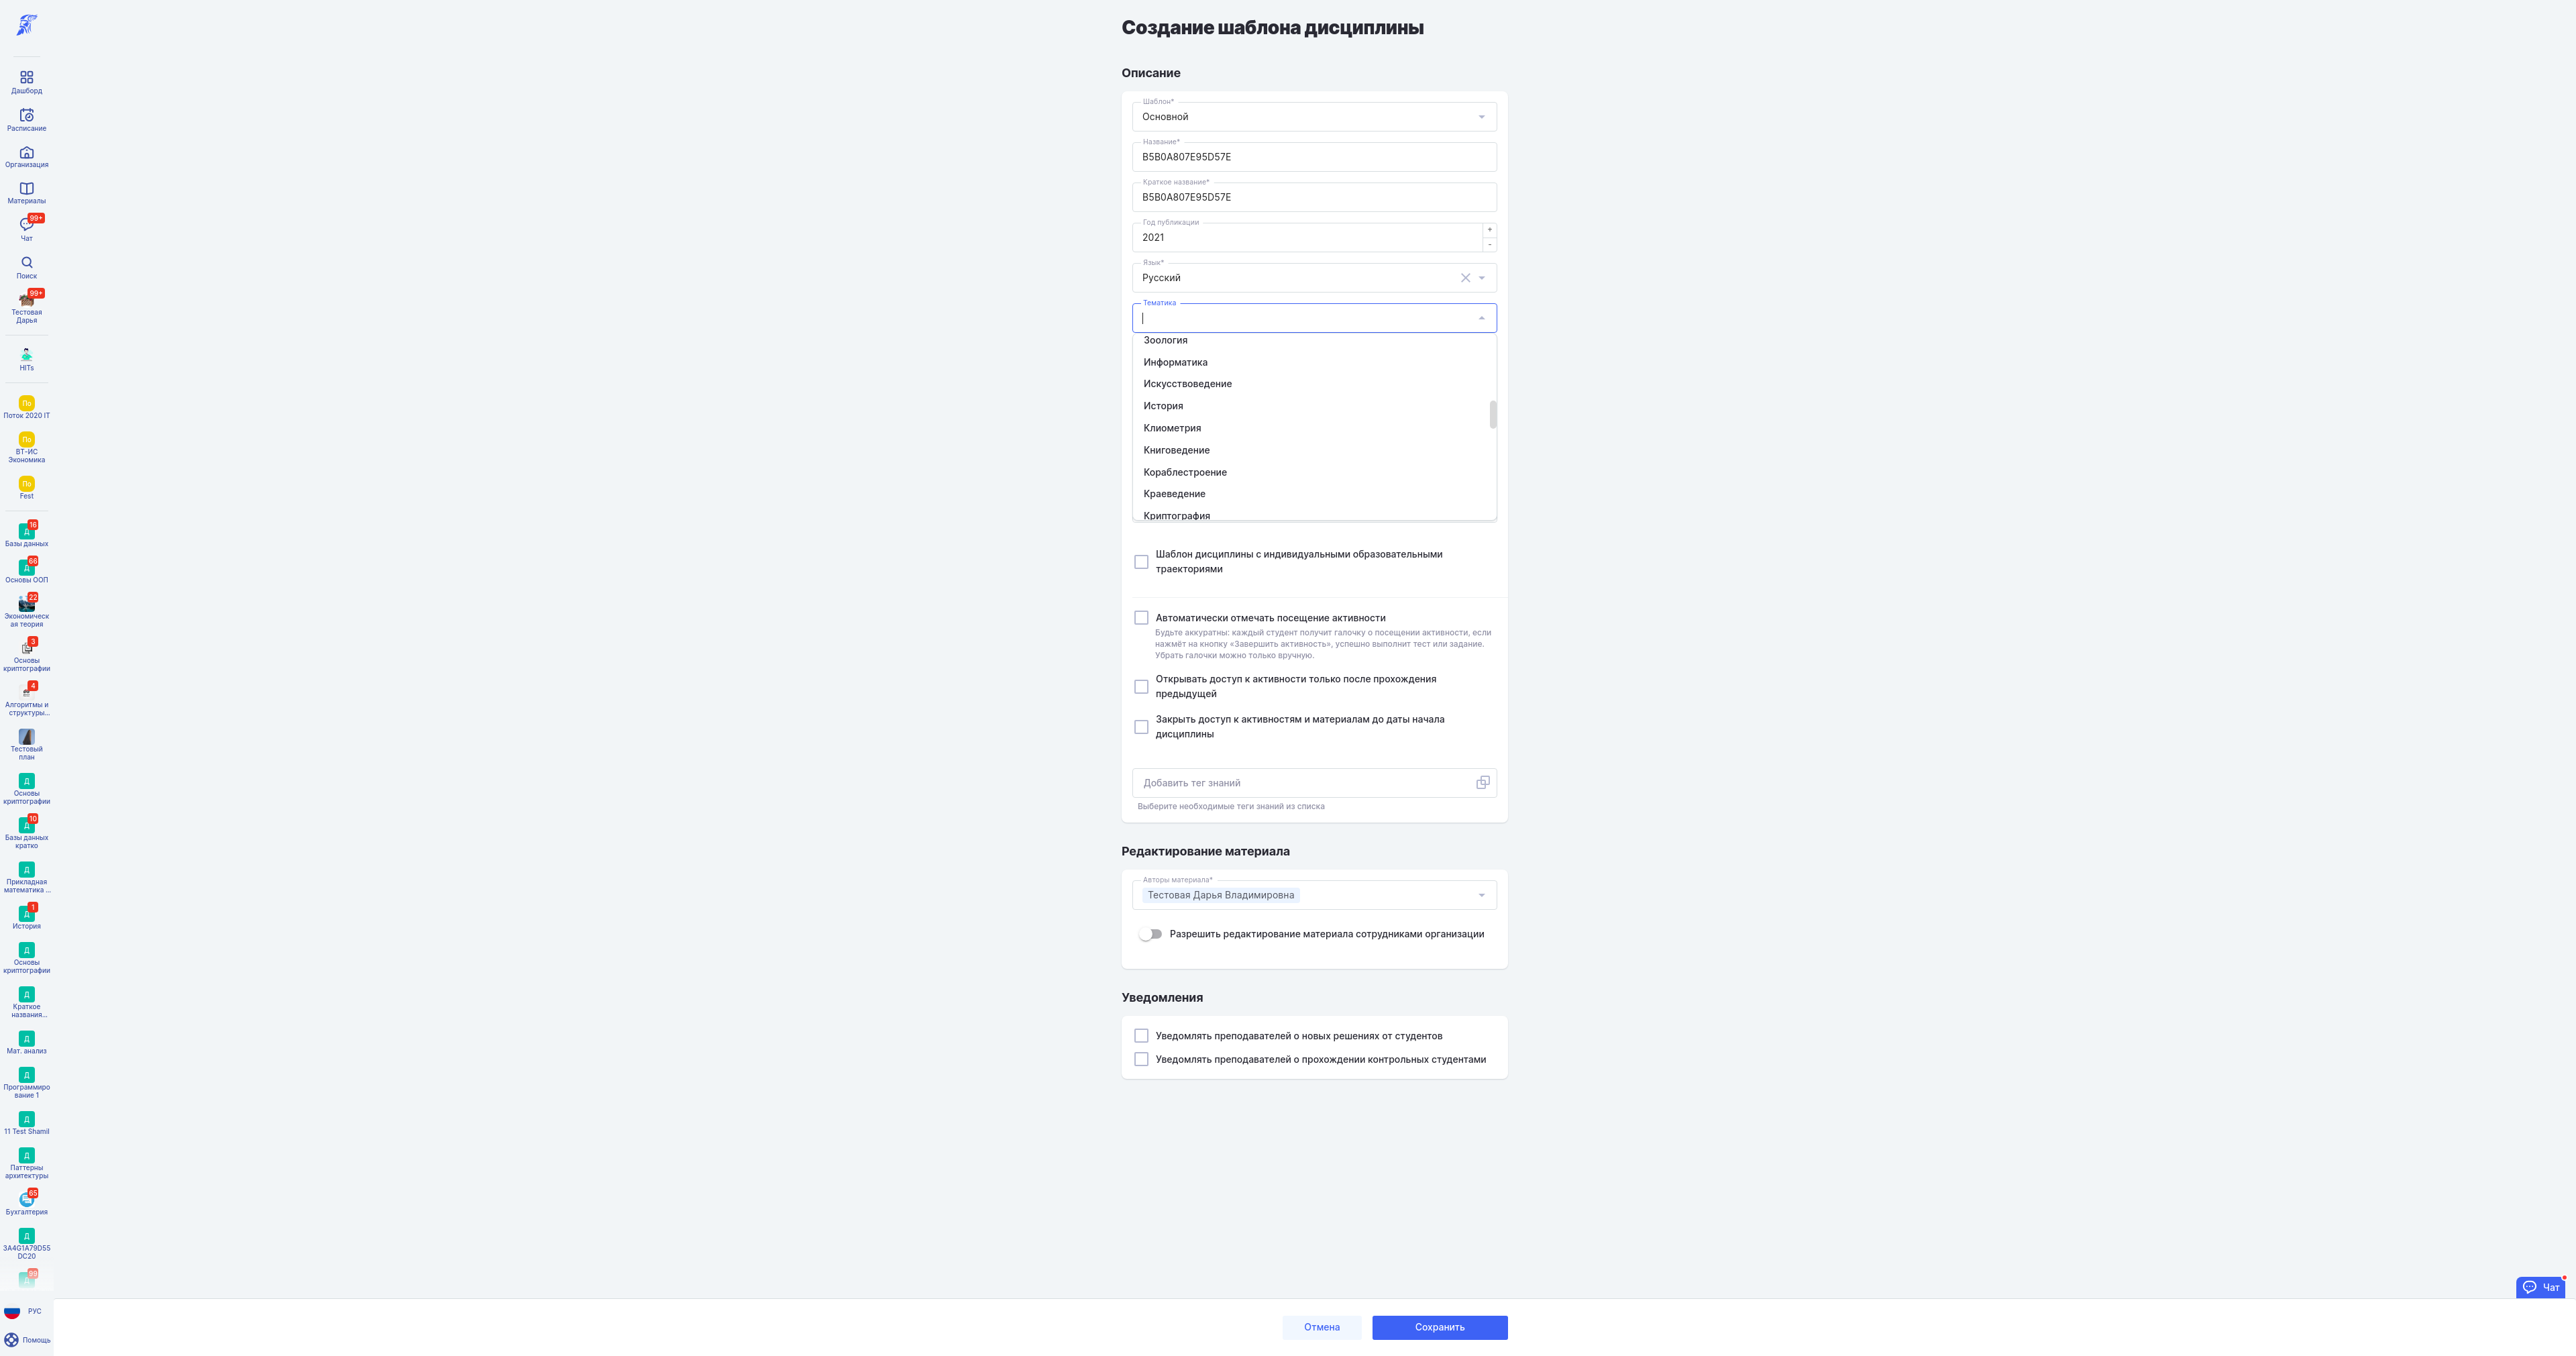 Дашборд
Расписание
Организация
Материалы
99+
Чат
Поиск
99+
Тестовая
Дарья
HITs
По
Поток 2020 IT
По
ВТ-ИС
Экономика
По
Fest
16
Д
Базы данных
66
Д
Основы ООП
22
Экономическ
ая теория
3
Основы
криптографии
4
Алгоритмы и
структуры...
Тестовый
план
Д
Основы
криптографии
10
Д
Базы данных
кратко
Д
Прикладная
математика ...
1
Д
История
Д
Основы
криптографии
Д
Краткое
названия...
Д
Мат. анализ
Д
Программиро
вание 1
Д
11 Test Shamil
Д
Паттерны
архитектуры
65
Бухгалтерия
Д
3A4G1A79D55
DC20
99
Д
РУС
Помощь
Создание шаблона дисциплины
Описание
Шаблон*
Основной
Название*
B5B0A807E95D57E
Краткое название*
B5B0A807E95D57E
Год публикации
2021
+
-
Язык*
Русский
Тематика
Зоология
Информатика
Искусствоведение
История
Клиометрия
Книговедение
Кораблестроение
Краеведение
Криптография
Шаблон дисциплины с индивидуальными образовательными
траекториями
Автоматически отмечать посещение активности
Будьте аккуратны: каждый студент получит галочку о посещении активности, если
нажмёт на кнопку «Завершить активность», успешно выполнит тест или задание.
Убрать галочки можно только вручную.
Открывать доступ к активности только после прохождения
предыдущей
Закрыть доступ к активностям и материалам до даты начала
дисциплины
Добавить тег знаний
Выберите необходимые теги знаний из списка
Редактирование материала
Авторы материала*
Тестовая Дарья Владимировна
Разрешить редактирование материала сотрудниками организации
Уведомления
Уведомлять преподавателей о новых решениях от студентов
Уведомлять преподавателей о прохождении контрольных студентами
Чат
Отмена
Сохранить